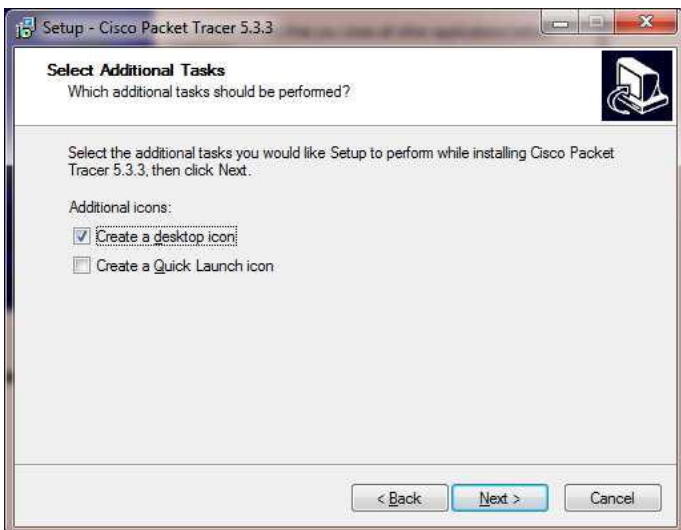 Setup - Cisco Packet Tracer 5.3.3
Select Additional Tasks
Which additional tasks should be performed?
Select the additional tasks you would like Setup to perform while installing Cisco Packet
Tracer 5.3.3, then click Next.
Additional icons:
Create a desktop icon
Create a Quick Launch icon
< Back
Next >
Cancel